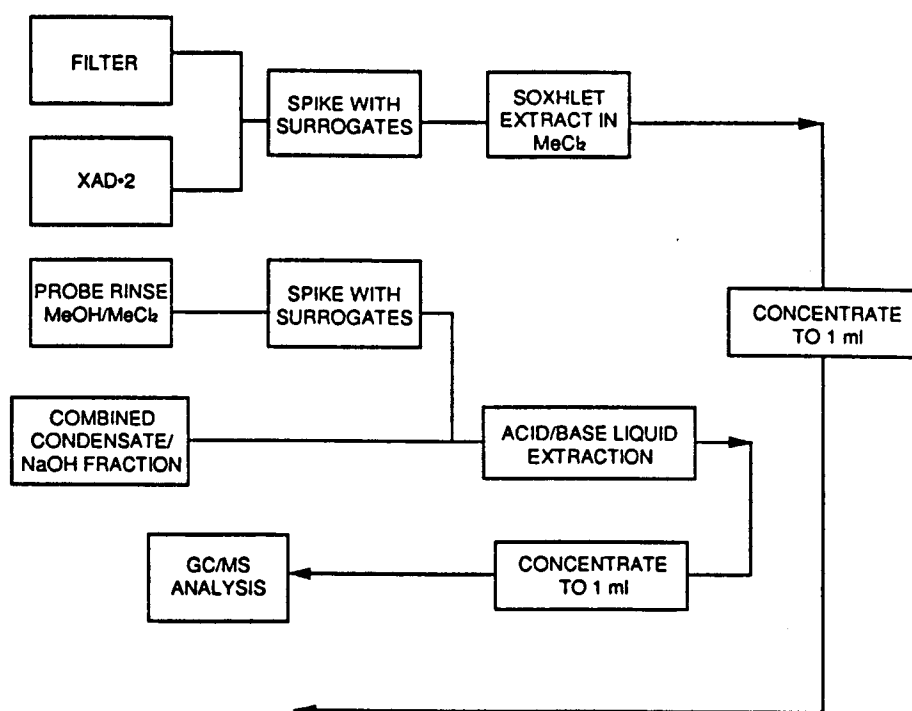 FILTER
SPIKE WITH
SURROGATES
SOXHLET
EXTRACT IN
MeCl₂
XAD•2
PROBE RINSE
MeOH/MeCl₂
SPIKE WITH
SURROGATES
CONCENTRATE
TO 1 ml
COMBINED
CONDENSATE/
NaOH FRACTION
ACID/BASE LIQUID
EXTRACTION
GC/MS
ANALYSIS
CONCENTRATE
TO 1 ml